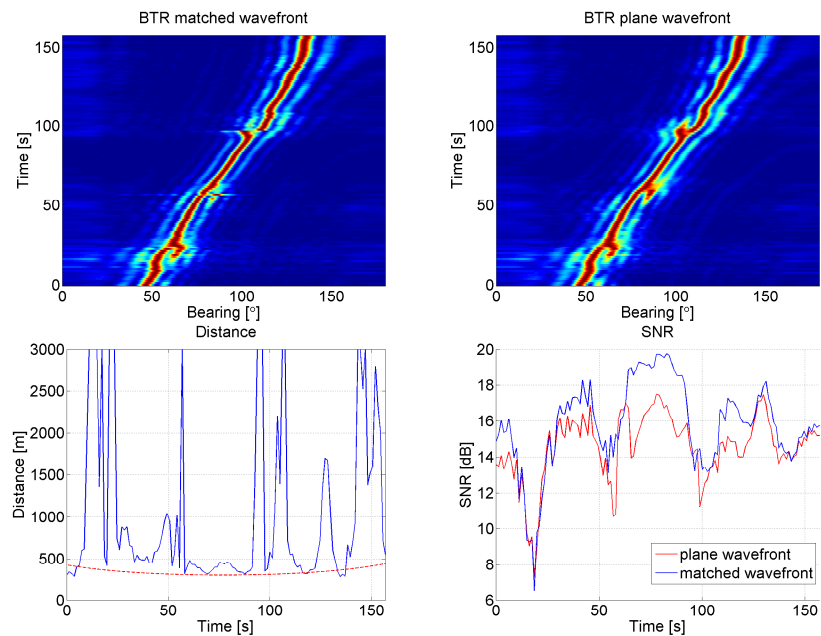 BTR matched wavefront
150
100
50
0
Time [s]
0
50
100
150
Bearing [°]
BTR plane wavefront
150
100
50
0
Time [s]
0
50
100
150
Bearing [°]
Distance
3000
2500
2000
1500
1000
500
0
Distance [m]
0
50
100
150
Time [s]
SNR
20
18
16
14
12
10
8
6
SNR [dB]
0
50
100
150
Time [s]
plane wavefront
matched wavefront